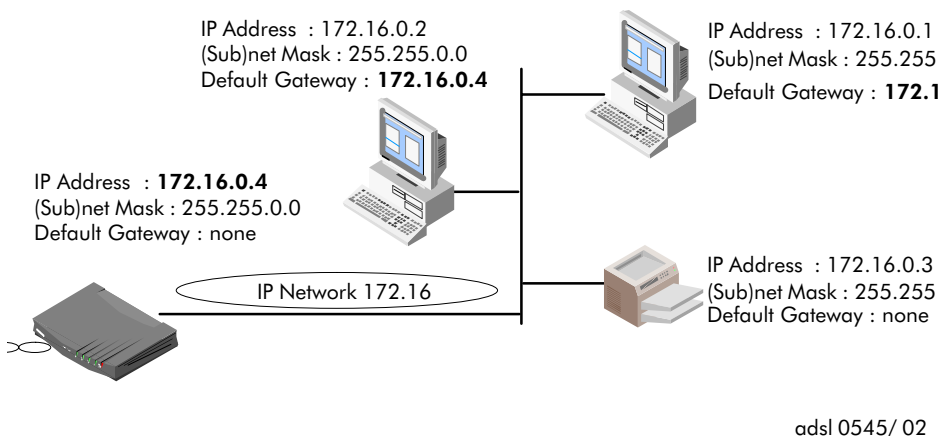 IP Address : 172.16.0.2
(Sub)net Mask : 255.255.0.0
Default Gateway : 172.16.0.4
IP Address : 172.16.0.1
(Sub)net Mask : 255.255
Default Gateway : 172.1
IP Address : 172.16.0.4
(Sub)net Mask : 255.255.0.0
Default Gateway : none
IP Network 172.16
IP Address : 172.16.0.3
(Sub)net Mask : 255.255
Default Gateway : none
adsl 0545/ 02